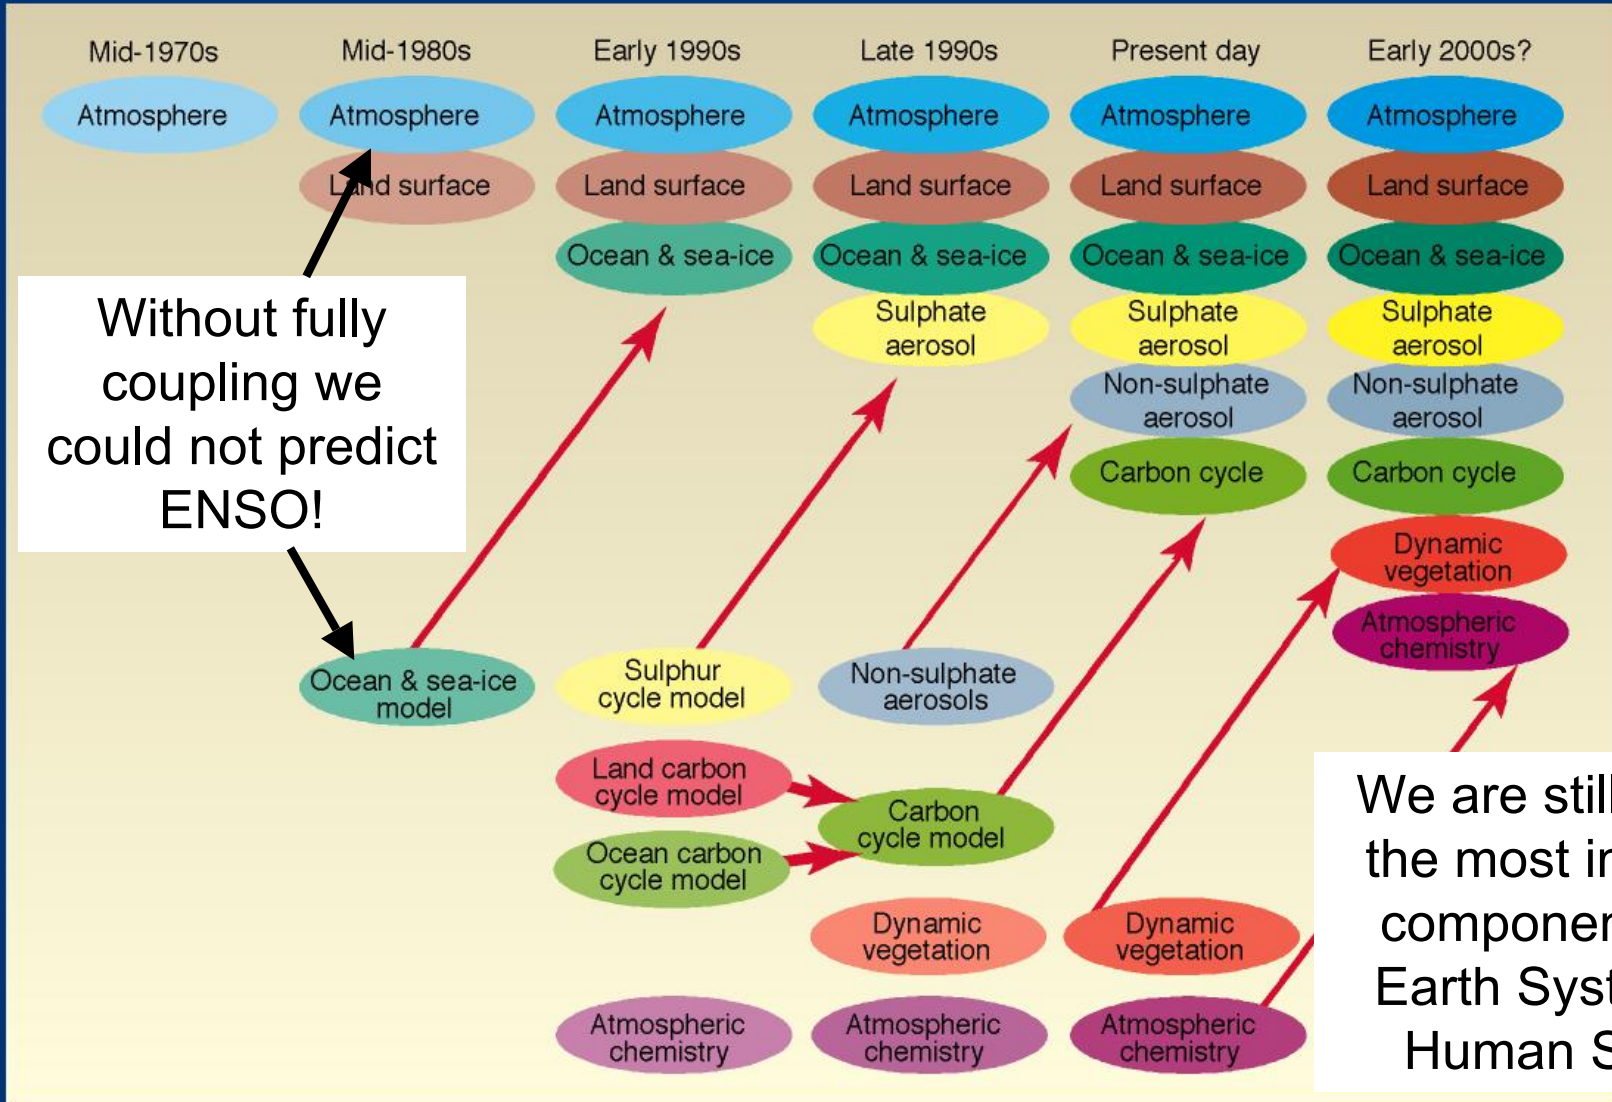 Mid-1970s
Mid-1980s
Early 1990s
Late 1990s
Present day
Early 2000s?
Atmosphere
Atmosphere
Atmosphere
Atmosphere
Atmosphere
Atmosphere
Land surface
Land surface
Land surface
Land surface
Land surface
Ocean & sea-ice
Ocean & sea-ice
Ocean & sea-ice
Ocean & sea-ice
Sulphate
aerosol
Sulphate
aerosol
Sulphate
aerosol
Non-sulphate
aerosol
Non-sulphate
aerosol
Carbon cycle
Carbon cycle
Dynamic
vegetation
Atmospheric
chemistry
Without fully
coupling we
could not predict
ENSO!
Ocean & sea-ice
model
Sulphur
cycle model
Non-sulphate
aerosols
Land carbon
cycle model
Ocean carbon
cycle model
Carbon
cycle model
Dynamic
vegetation
Dynamic
vegetation
Atmospheric
chemistry
Atmospheric
chemistry
Atmospheric
chemistry
We are still
the most
Earth
Human